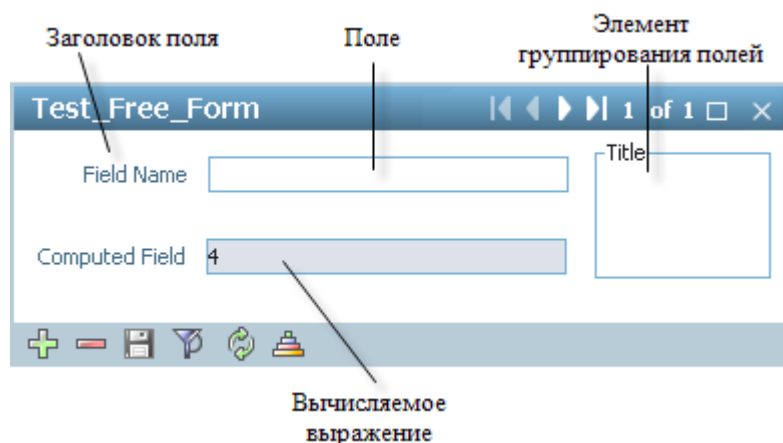 Заголовок поля
Поле
Элемент
группирования полей
Test_Free_Form
1 of 1
Field Name
Title
Computed Field
4
Вычисляемое
выражение